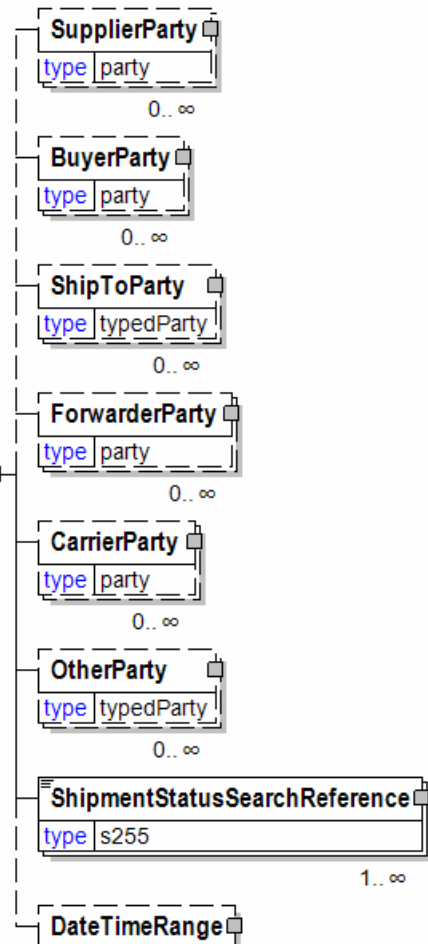 SupplierParty
type party
0.. ∞
BuyerParty
type party
0.. ∞
ShipToParty
type typedParty
0.. ∞
ForwarderParty
type party
0.. ∞
CarrierParty
type party
0.. ∞
OtherParty
type typedParty
0.. ∞
ShipmentStatusSearchReference
type s255
1.. ∞
DateTimeRange